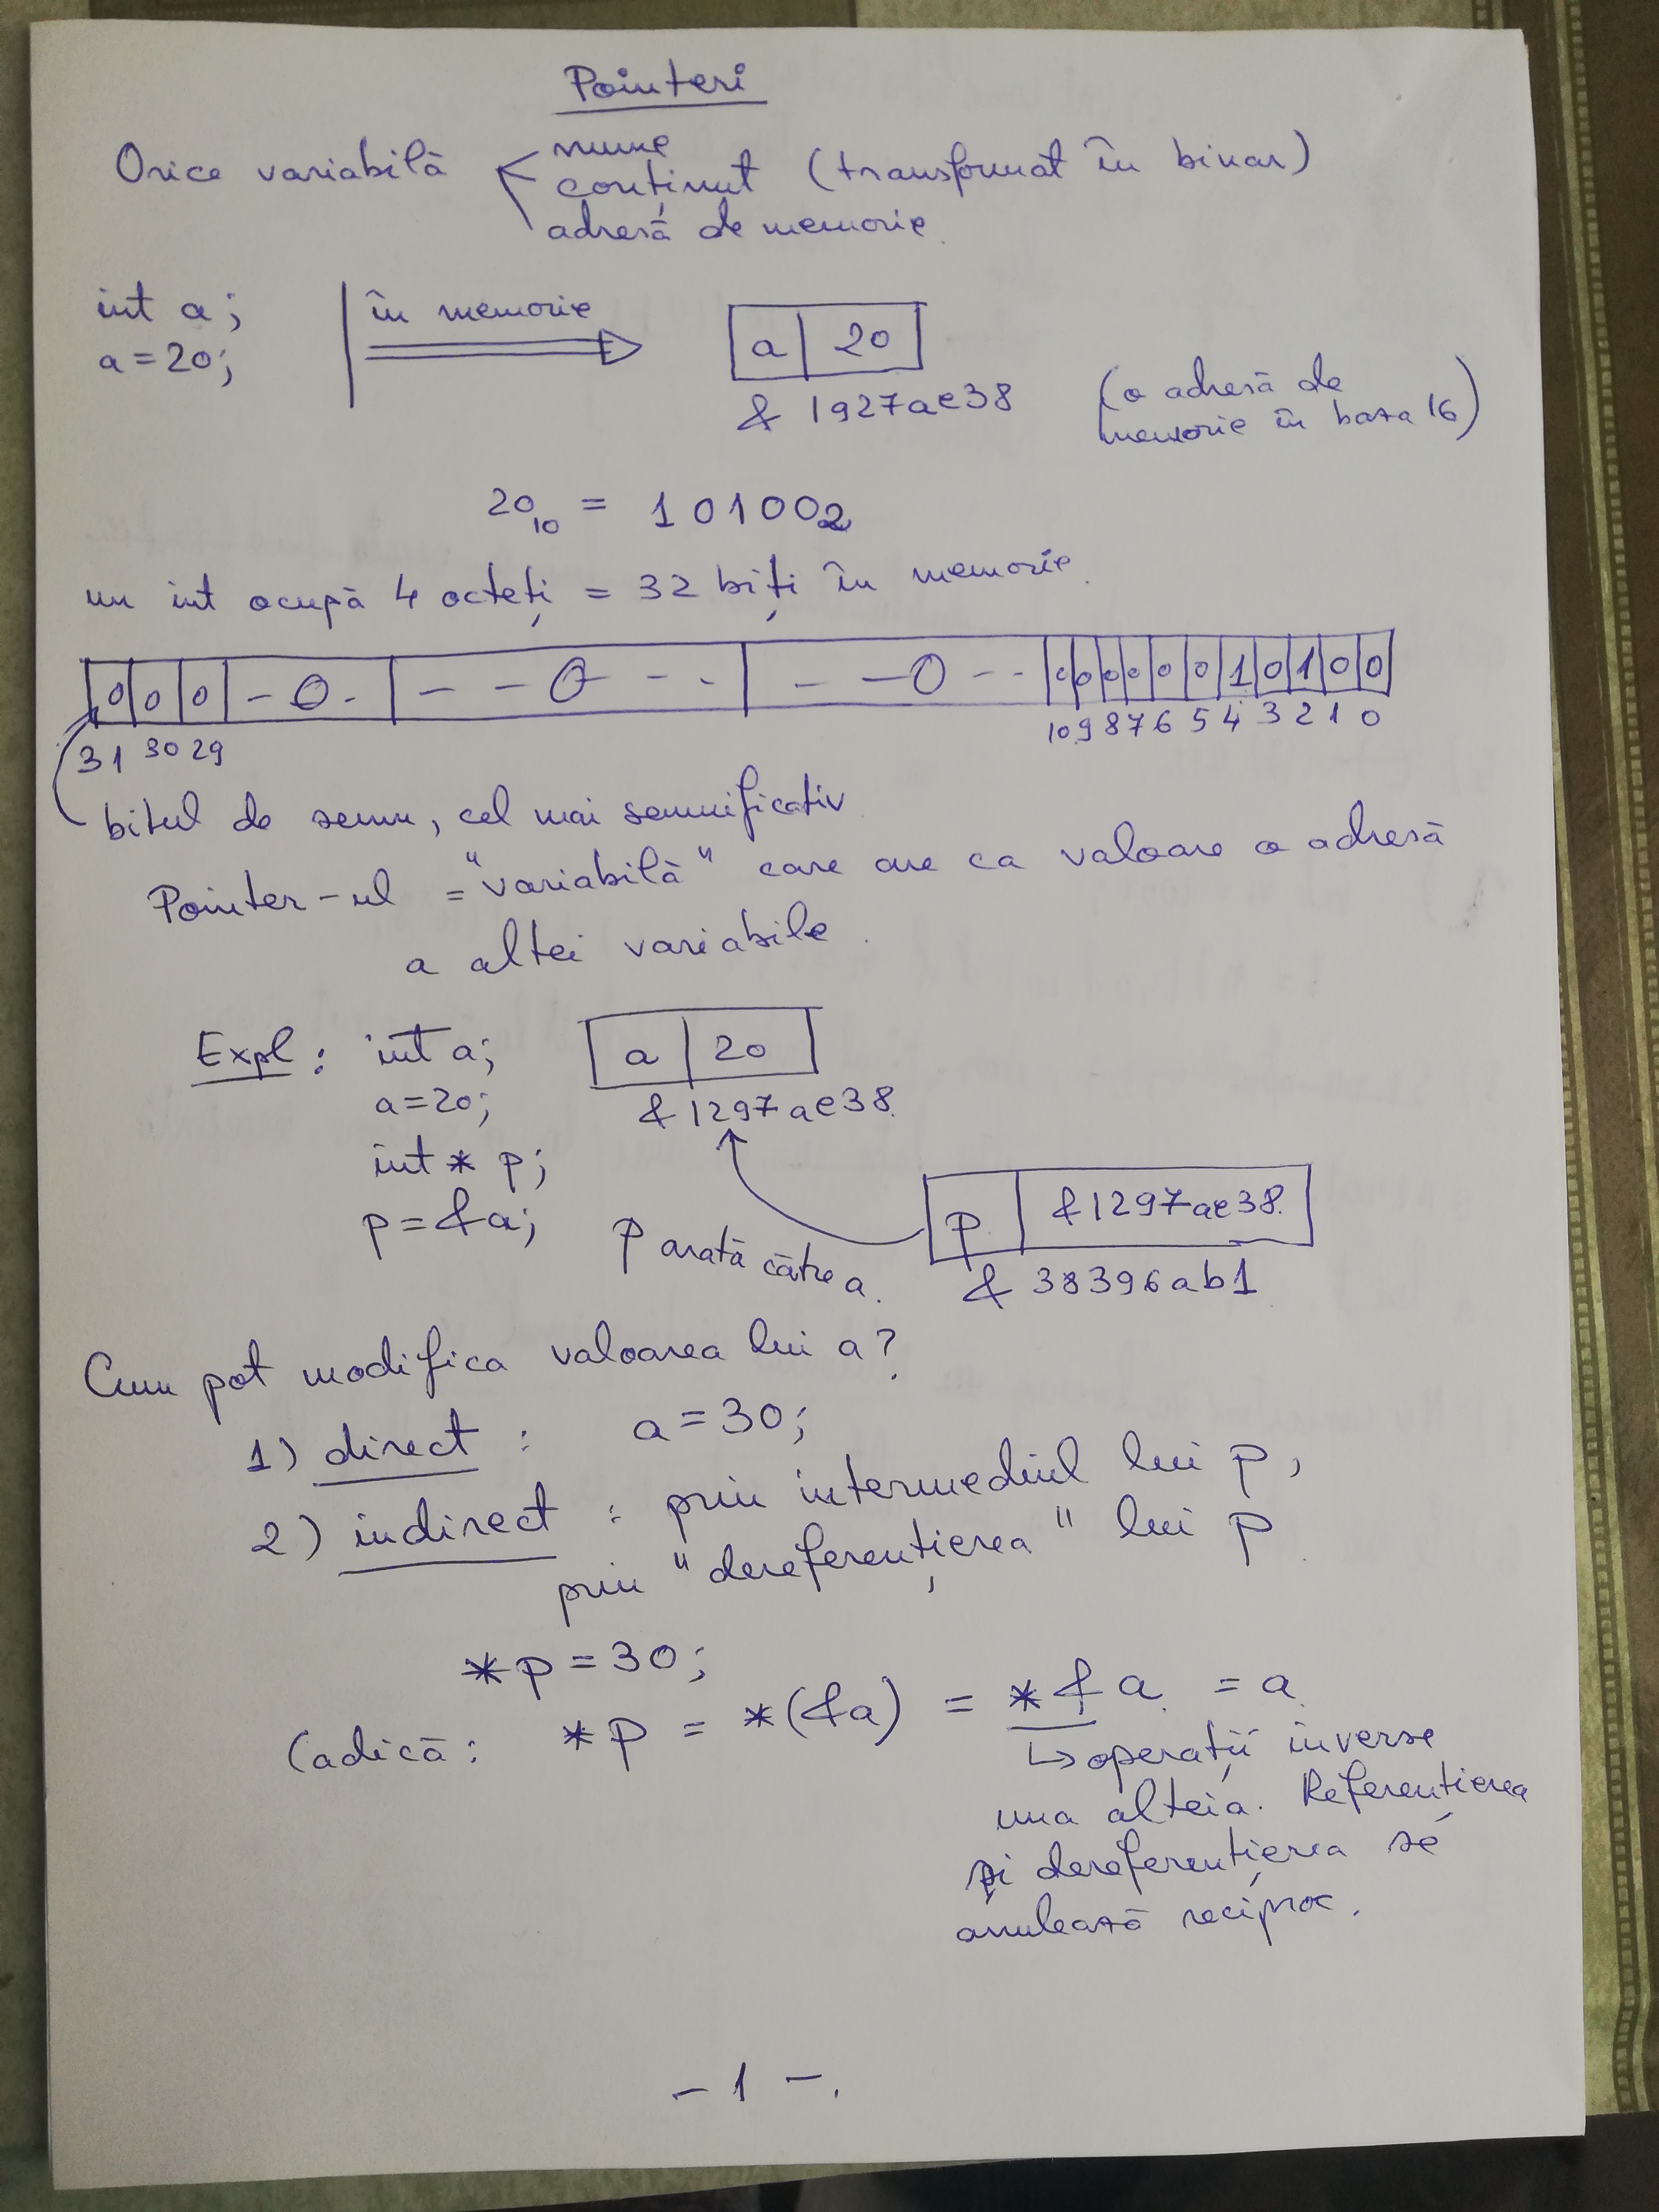 Pointeri
nume
Orice variabilă conținut (transformat în binar)
adresă de memorie.
int a; în memorie
a=20; a 20
& 1927ae38 (o adresă de
memorie în baza 16)
20₁₀ = 10100₂
un int ocupă 4 octeți = 32 biți în memorie.
0 0 0 - 0 - - - 0 - - - - 0 - - 0 0 0 0 0 0 1 0 1 0 0
31 30 29 10 9 8 7 6 5 4 3 2 1 0
bitul de semn, cel mai semnificativ
Pointer-ul = "variabilă" care are ca valoare o adresă
a altei variabile.
Expl: int a; a 20
a=20; &1297ae38.
int* p;
p=&a; p arată către a. p &1297ae38.
& 38396ab1
Cum pot modifica valoarea lui a?
1) direct : a=30;
2) indirect : prin intermediul lui p,
prin "dereferențierea" lui p
*p=30;
(adică: *p = *(&a) = *&a = a.
operații inverse
una alteia. Referențierea
și dereferențierea se
anulează reciproc.
- 1 -.